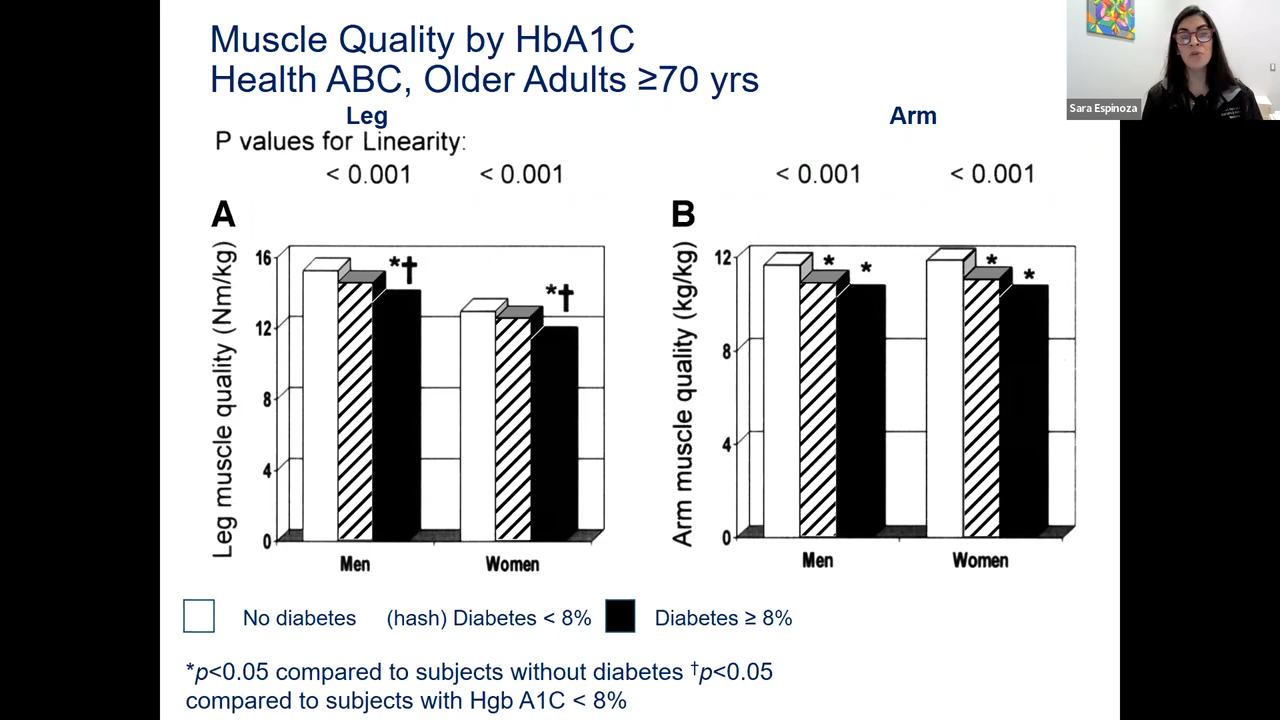 Muscle Quality by HbA1C
Health ABC, Older Adults ≥70 yrs
Sara Espinoza
Leg
Arm
P values for Linearity:
< 0.001
< 0.001
< 0.001
< 0.001
A
B
Leg muscle quality (Nm/kg)
16
12
8
4
0
*†
*†
Men
Women
Arm muscle quality (kg/kg)
12
8
4
0
*
*
*
*
Men
Women
No diabetes (hash) Diabetes < 8% Diabetes ≥ 8%
*p<0.05 compared to subjects without diabetes †p<0.05
compared to subjects with Hgb A1C < 8%